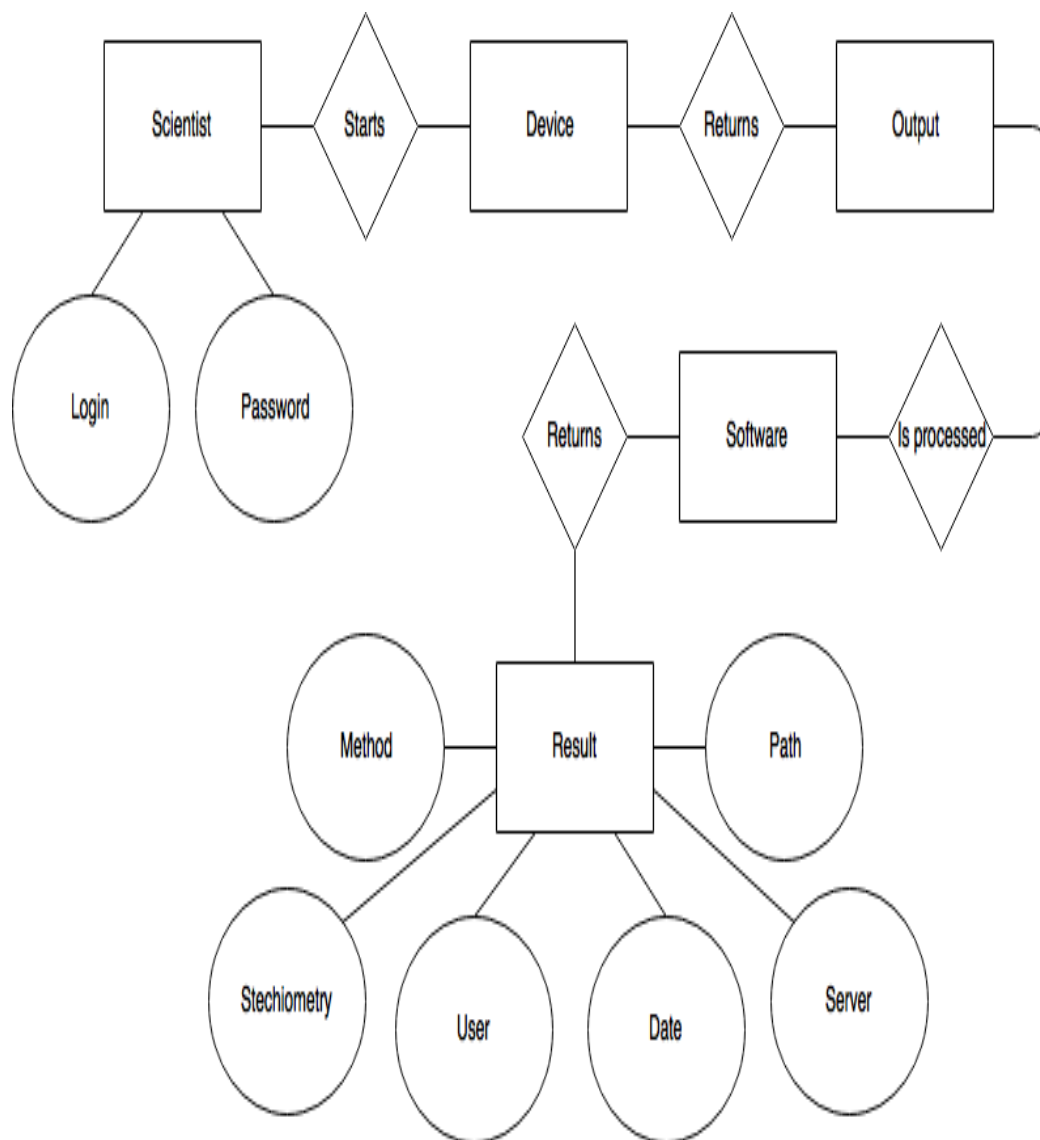 Scientist
Starts
Device
Returns
Output
Login
Password
Returns
Software
Is processed
Method
Result
Path
Stechiometry
User
Date
Server